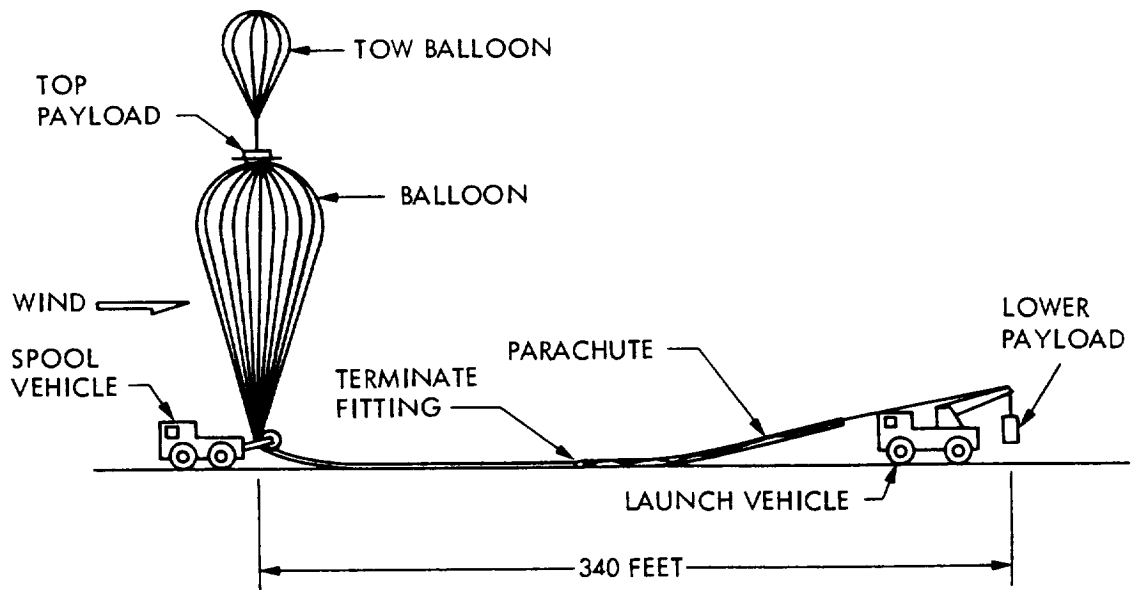 TOW BALLOON
TOP
PAYLOAD
BALLOON
WIND
LOWER
PAYLOAD
SPOOL
VEHICLE
PARACHUTE
TERMINATE
FITTING
LAUNCH VEHICLE
340 FEET